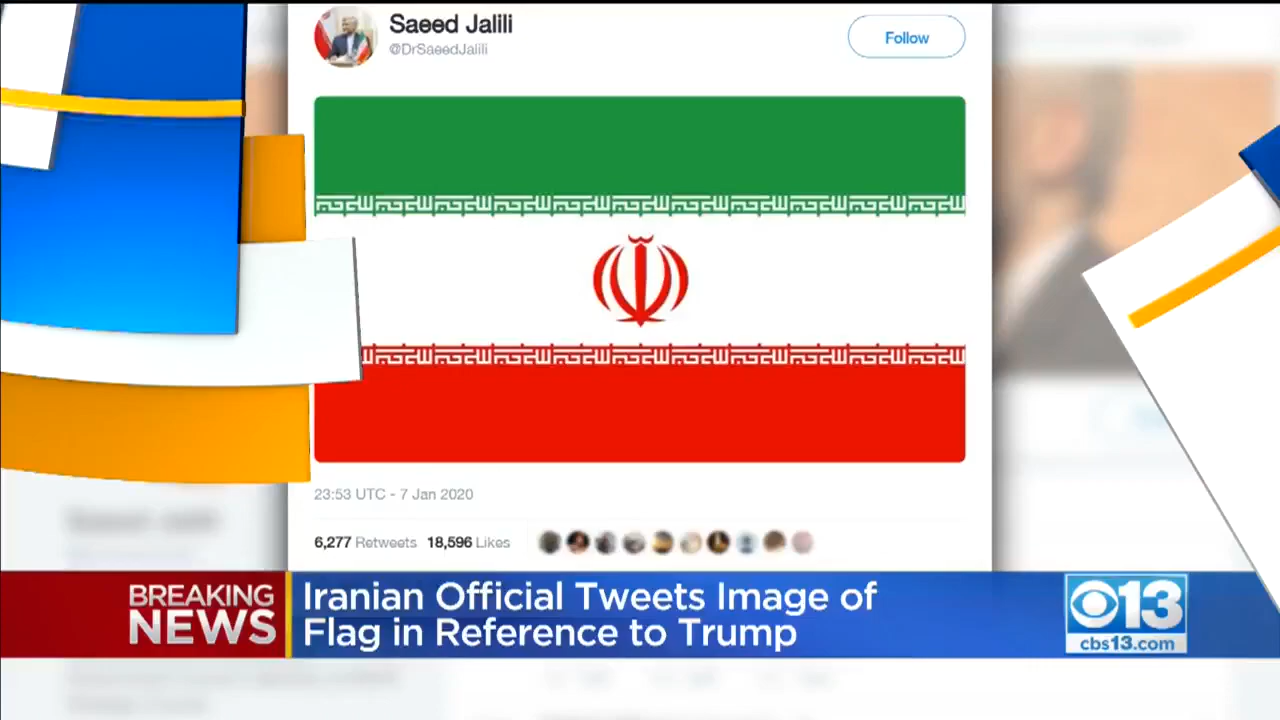 Saeed Jalili
@DrSaeedJalili
Follow
23:53 UTC - 7 Jan 2020
6,277 Retweets 18,596 Likes
BREAKING
NEWS
Iranian Official Tweets Image of
Flag in Reference to Trump
CBS 13
cbs13.com